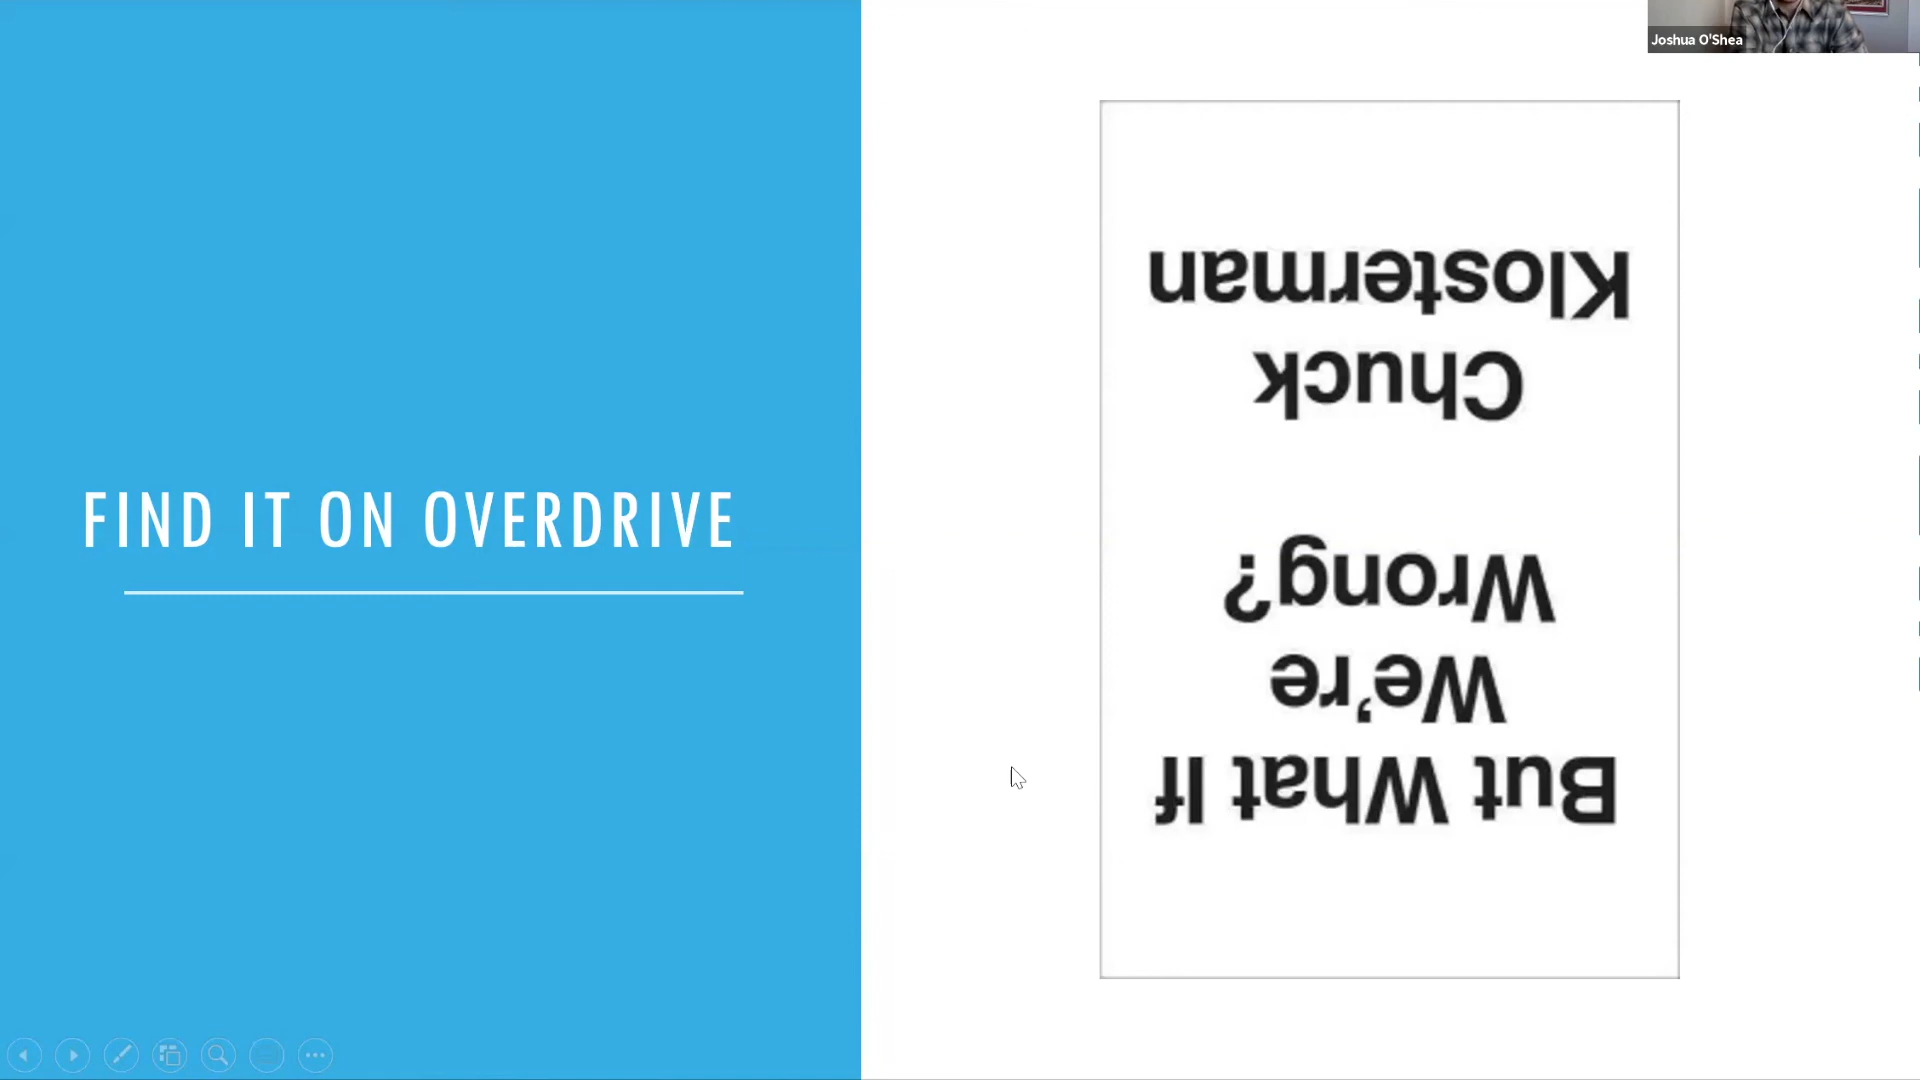 Joshua O'Shea
FIND IT ON OVERDRIVE
But What If
We’re
Wrong?
Chuck
Klosterman